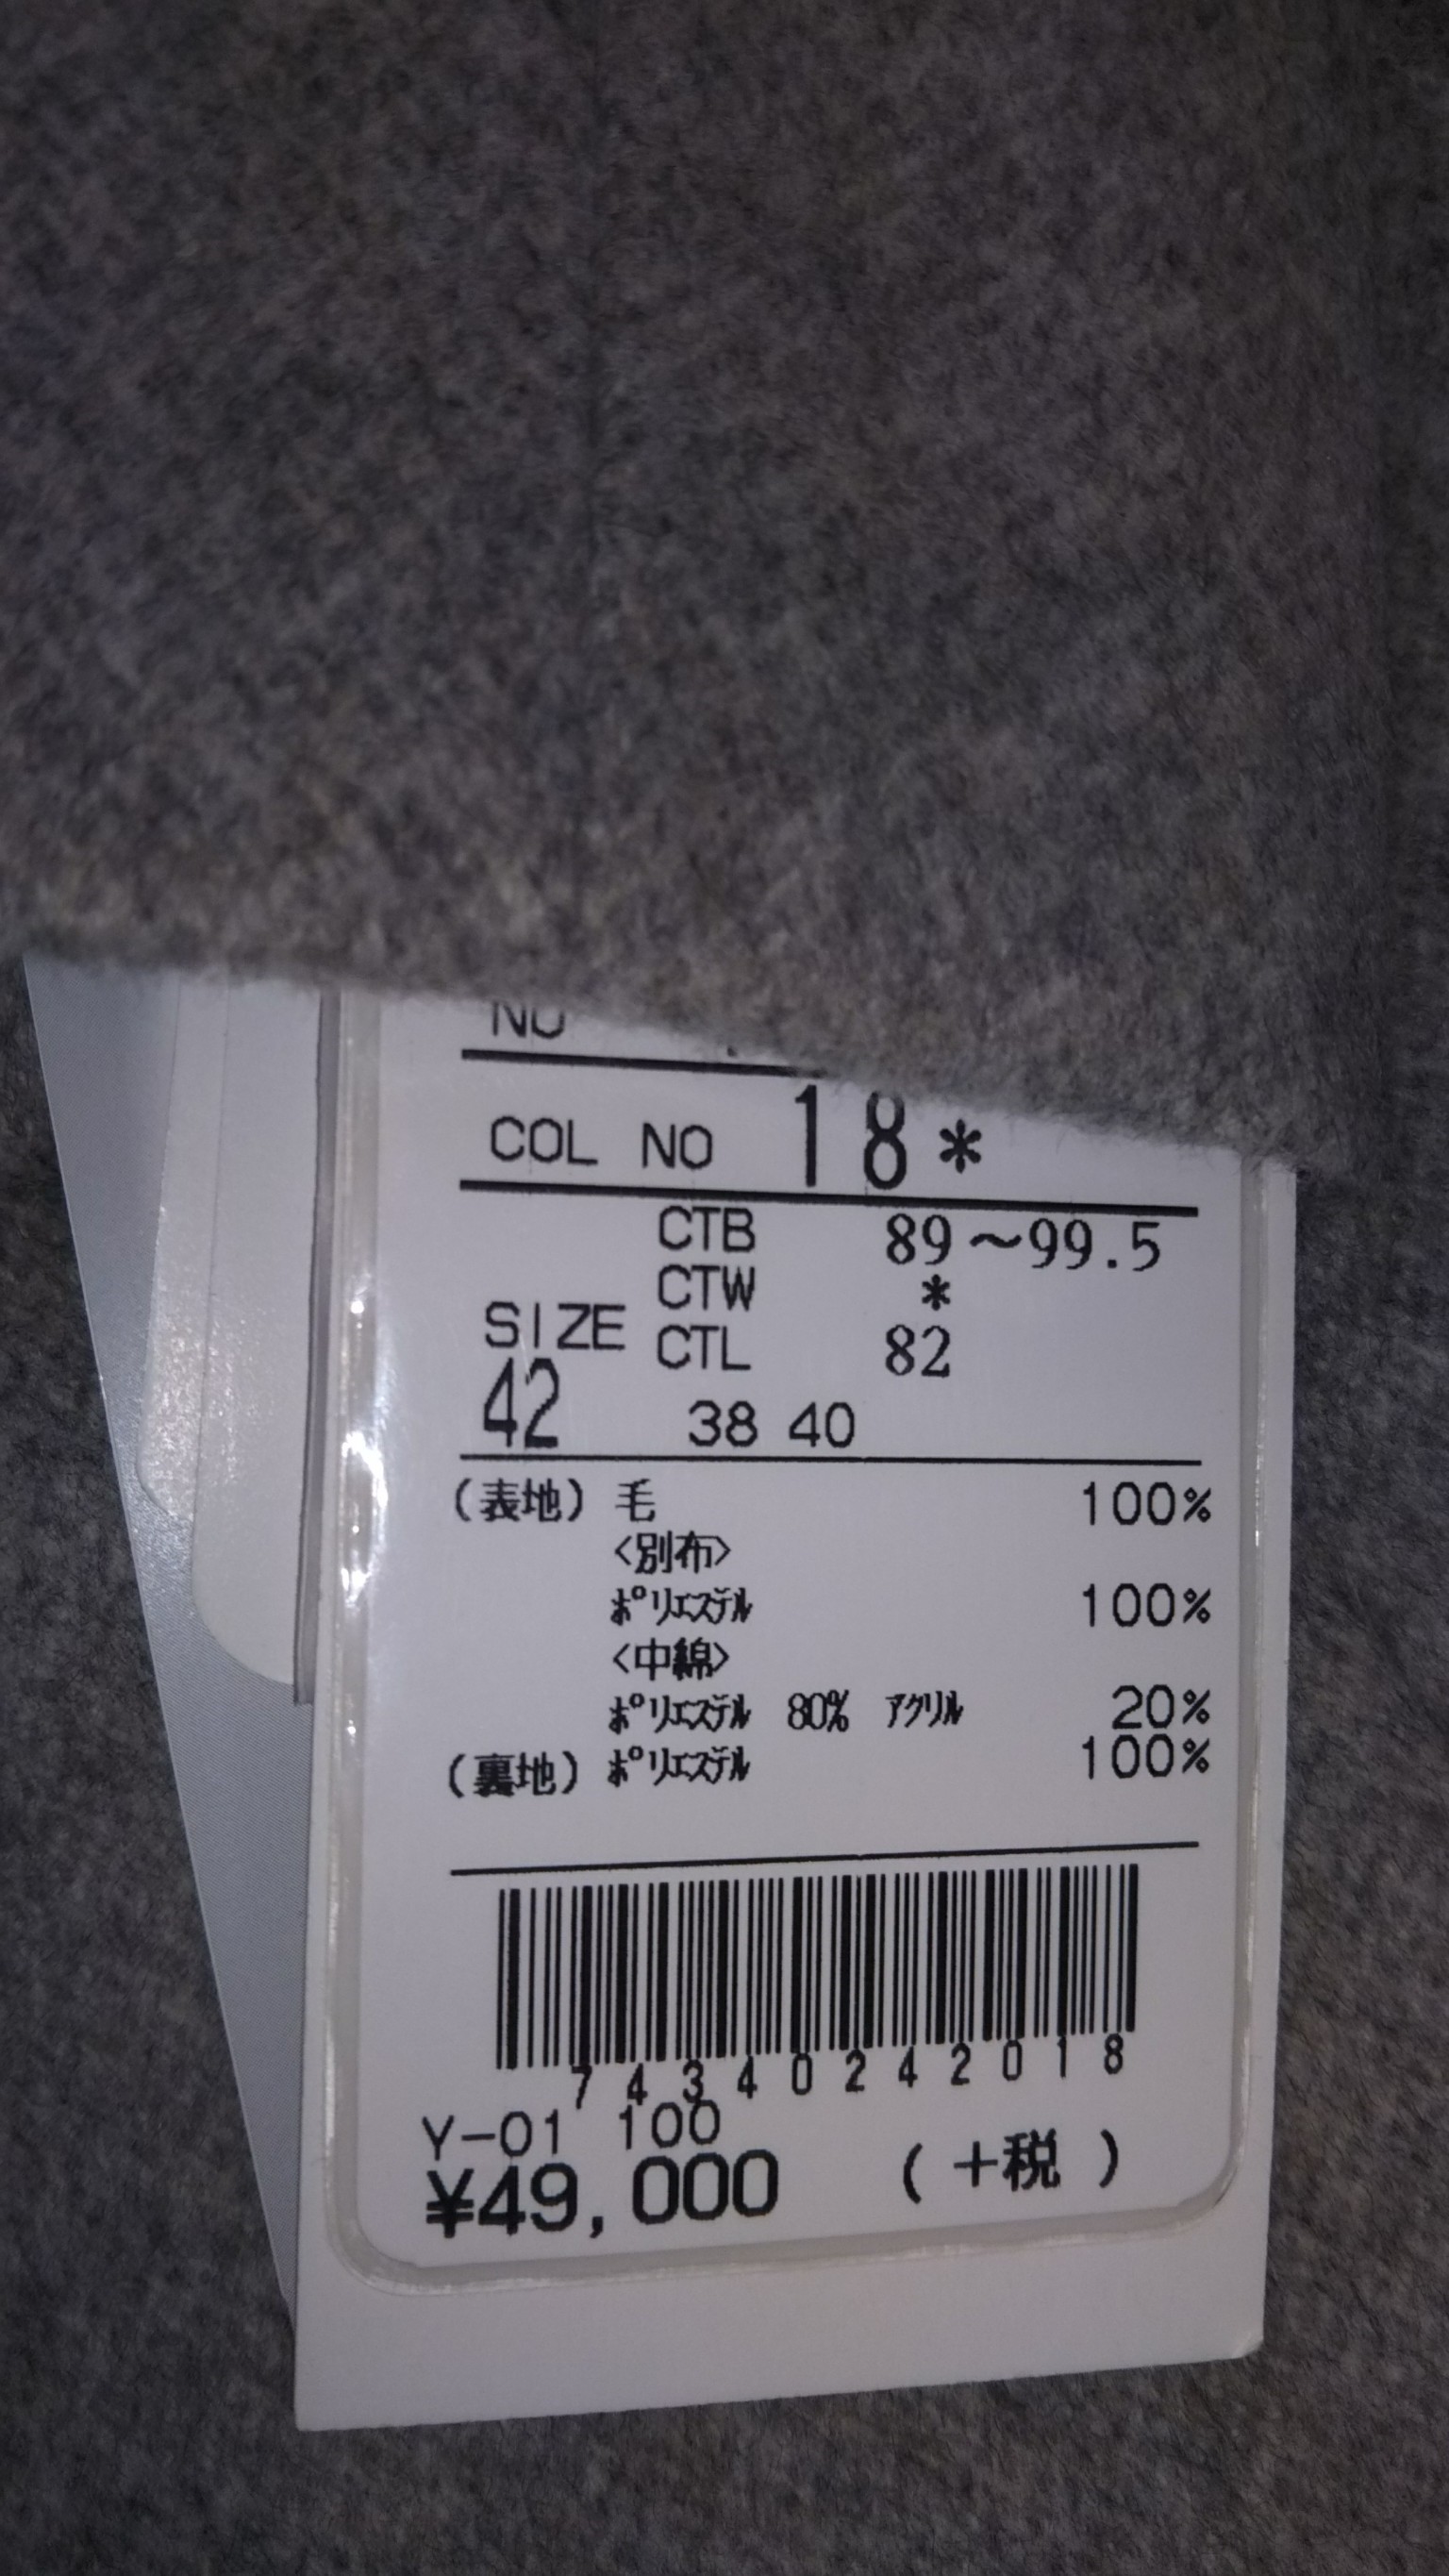 NO
COL NO 18*
CTB 89～99.5
CTW *
SIZE CTL 82
42 38 40
(表地) 毛 100%
<別布>
ﾎﾟﾘｴｽﾃﾙ 100%
<中綿>
ﾎﾟﾘｴｽﾃﾙ 80% ｱｸﾘﾙ 20%
(裏地) ﾎﾟﾘｴｽﾃﾙ 100%
74340242018
Y-01 100
¥49,000 (+税)